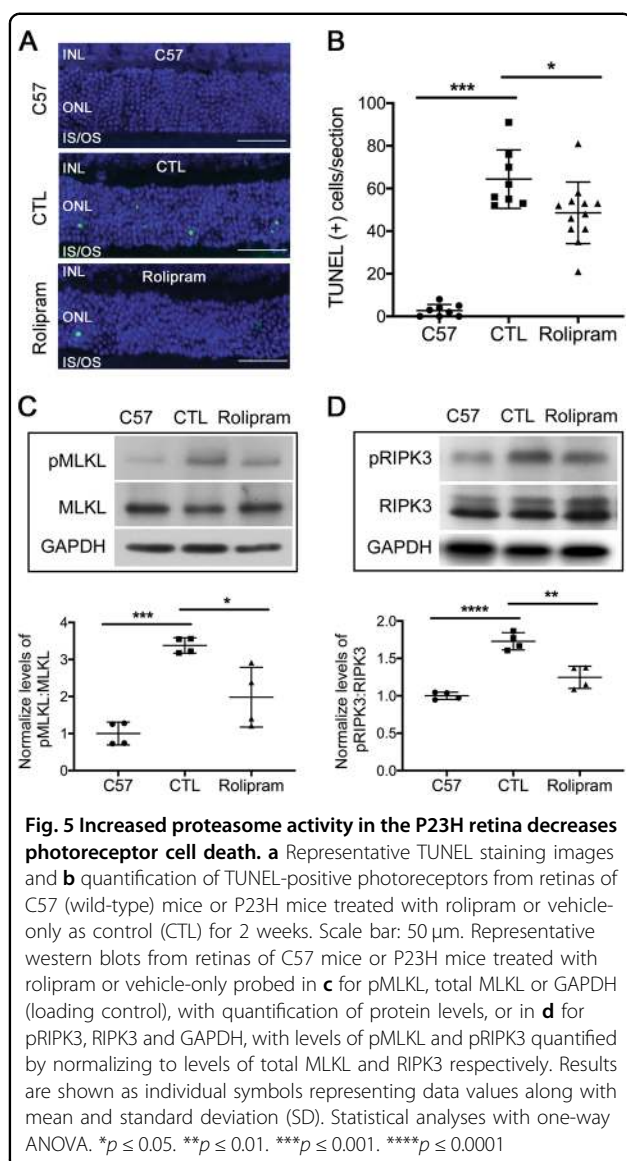 A
B
C57
INL
C57
ONL
IS/OS
CTL
INL
CTL
ONL
IS/OS
Rolipram
INL
Rolipram
ONL
IS/OS
TUNEL (+) cells/section
100
80
60
40
20
0
***
*
C57 CTL Rolipram
C
C57 CTL Rolipram
pMLKL
MLKL
GAPDH
Normalize levels of
pMLKL:MLKL
4
3
2
1
0
***
*
C57 CTL Rolipram
D
C57 CTL Rolipram
pRIPK3
RIPK3
GAPDH
Normalize levels of
pRIPK3:RIPK3
2.0
1.5
1.0
0.5
0.0
****
**
C57 CTL Rolipram
Fig. 5 Increased proteasome activity in the P23H retina decreases
photoreceptor cell death. a Representative TUNEL staining images
and b quantification of TUNEL-positive photoreceptors from retinas of
C57 (wild-type) mice or P23H mice treated with rolipram or vehicle-
only as control (CTL) for 2 weeks. Scale bar: 50 µm. Representative
western blots from retinas of C57 mice or P23H mice treated with
rolipram or vehicle-only probed in c for pMLKL, total MLKL or GAPDH
(loading control), with quantification of protein levels, or in d for
pRIPK3, RIPK3 and GAPDH, with levels of pMLKL and pRIPK3 quantified
by normalizing to levels of total MLKL and RIPK3 respectively. Results
are shown as individual symbols representing data values along with
mean and standard deviation (SD). Statistical analyses with one-way
ANOVA. *p ≤ 0.05. **p ≤ 0.01. ***p ≤ 0.001. ****p ≤ 0.0001